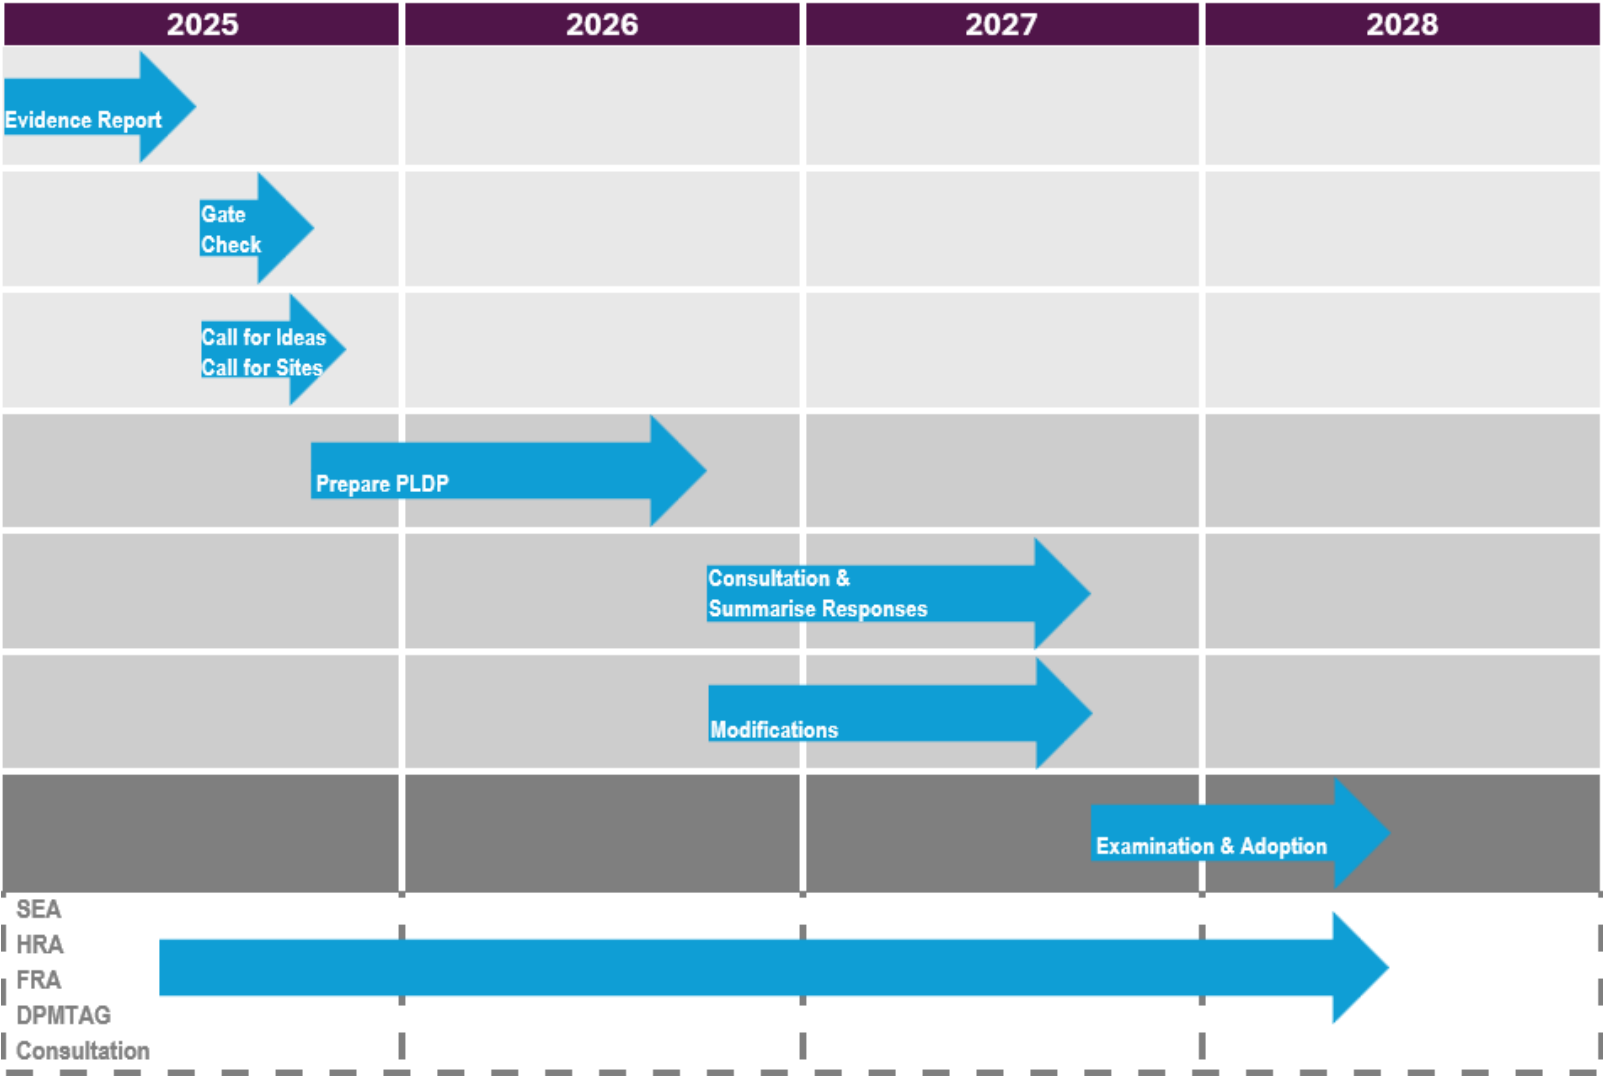 2025 2026 2027 2028
Evidence Report
Gate
Check
Call for Ideas
Call for Sites
Prepare PLDP
Consultation &
Summarise Responses
Modifications
Examination & Adoption
SEA
HRA
FRA
DPMTAG
Consultation